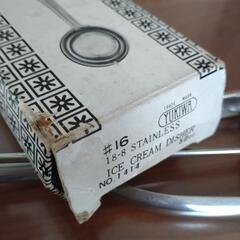 TRADE MARK
YUKIWA
#16
18-8 STAINLESS
ICE CREAM DISHER
NO. 1414